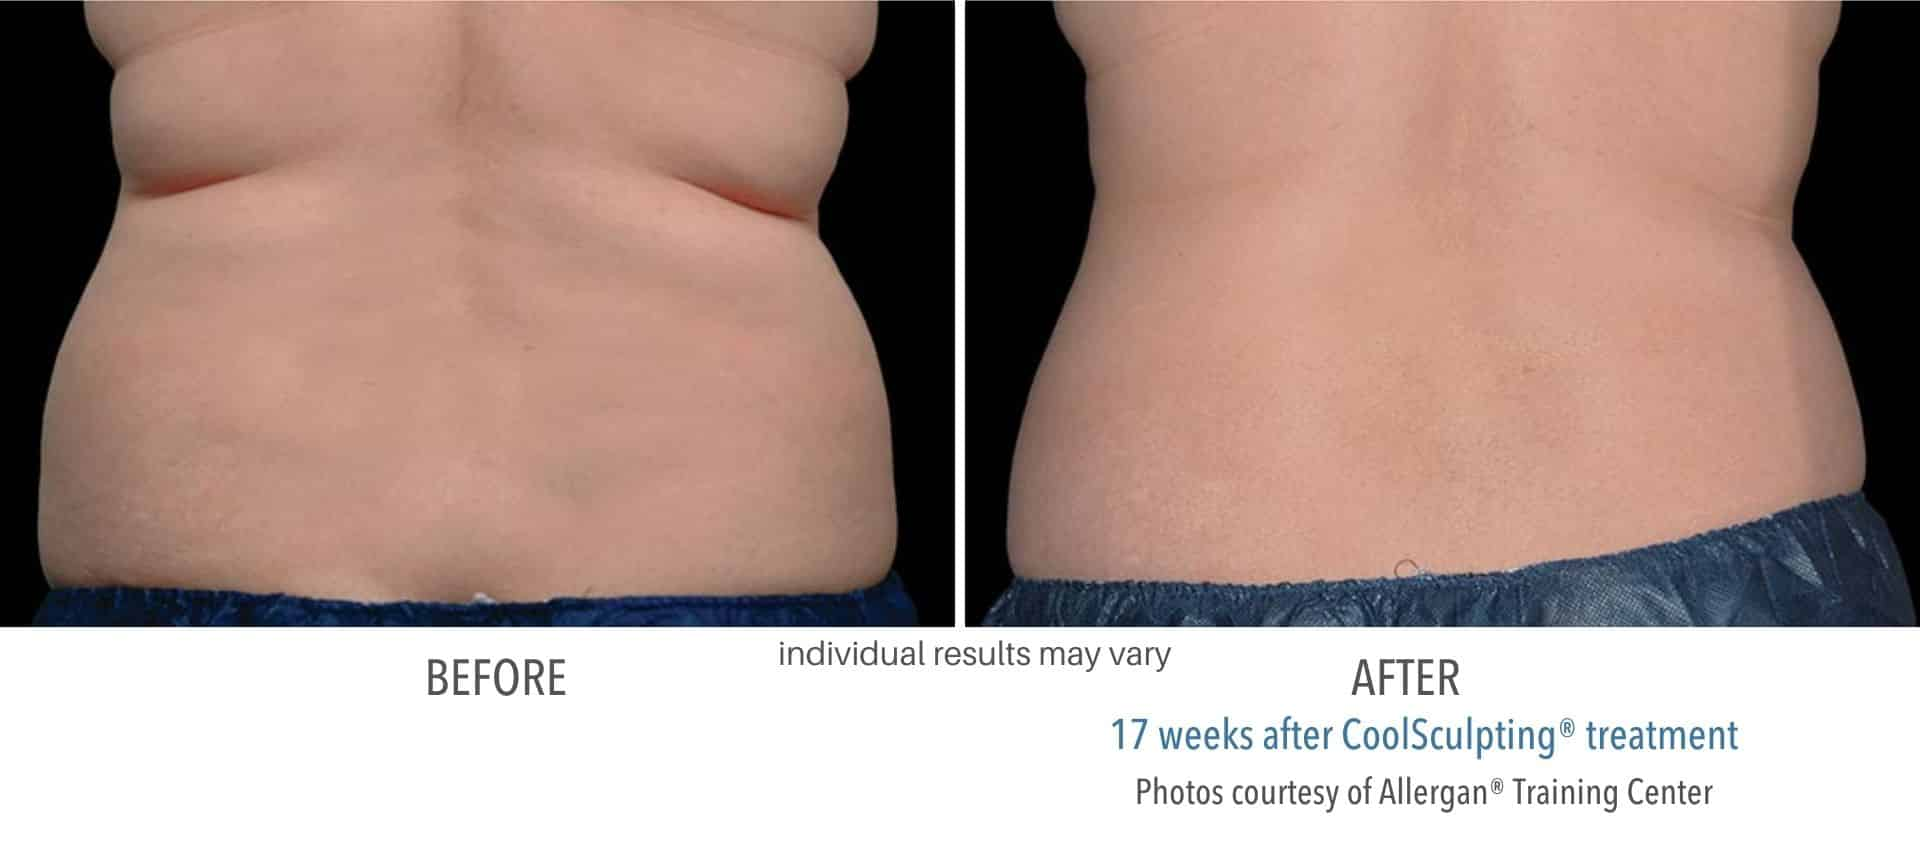 individual results may vary
BEFORE
AFTER
17 weeks after CoolSculpting® treatment
Photos courtesy of Allergan® Training Center